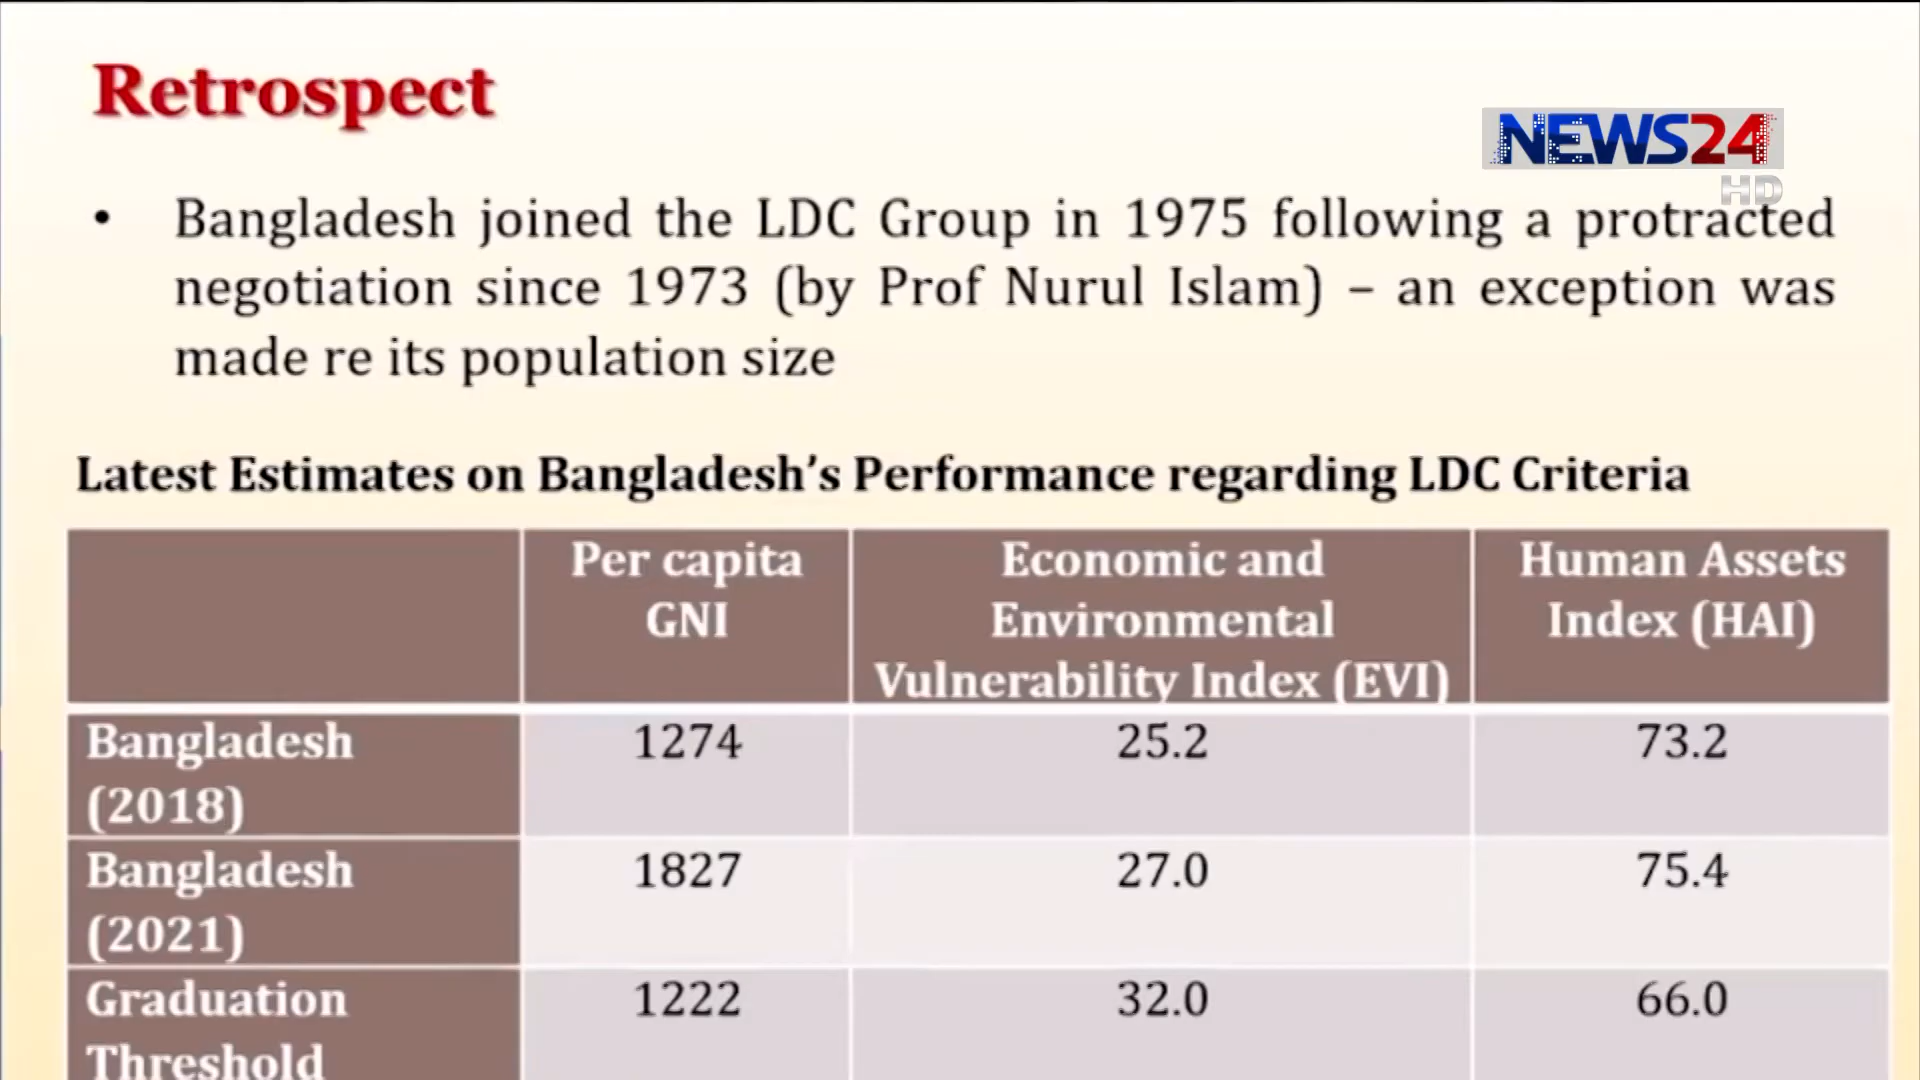 Retrospect
NEWS24
HD
• Bangladesh joined the LDC Group in 1975 following a protracted
negotiation since 1973 (by Prof Nurul Islam) – an exception was
made re its population size
Latest Estimates on Bangladesh’s Performance regarding LDC Criteria
Per capita
GNI
Economic and
Environmental
Vulnerability Index (EVI)
Human Assets
Index (HAI)
Bangladesh
(2018)
1274
25.2
73.2
Bangladesh
(2021)
1827
27.0
75.4
Graduation
Threshold
1222
32.0
66.0